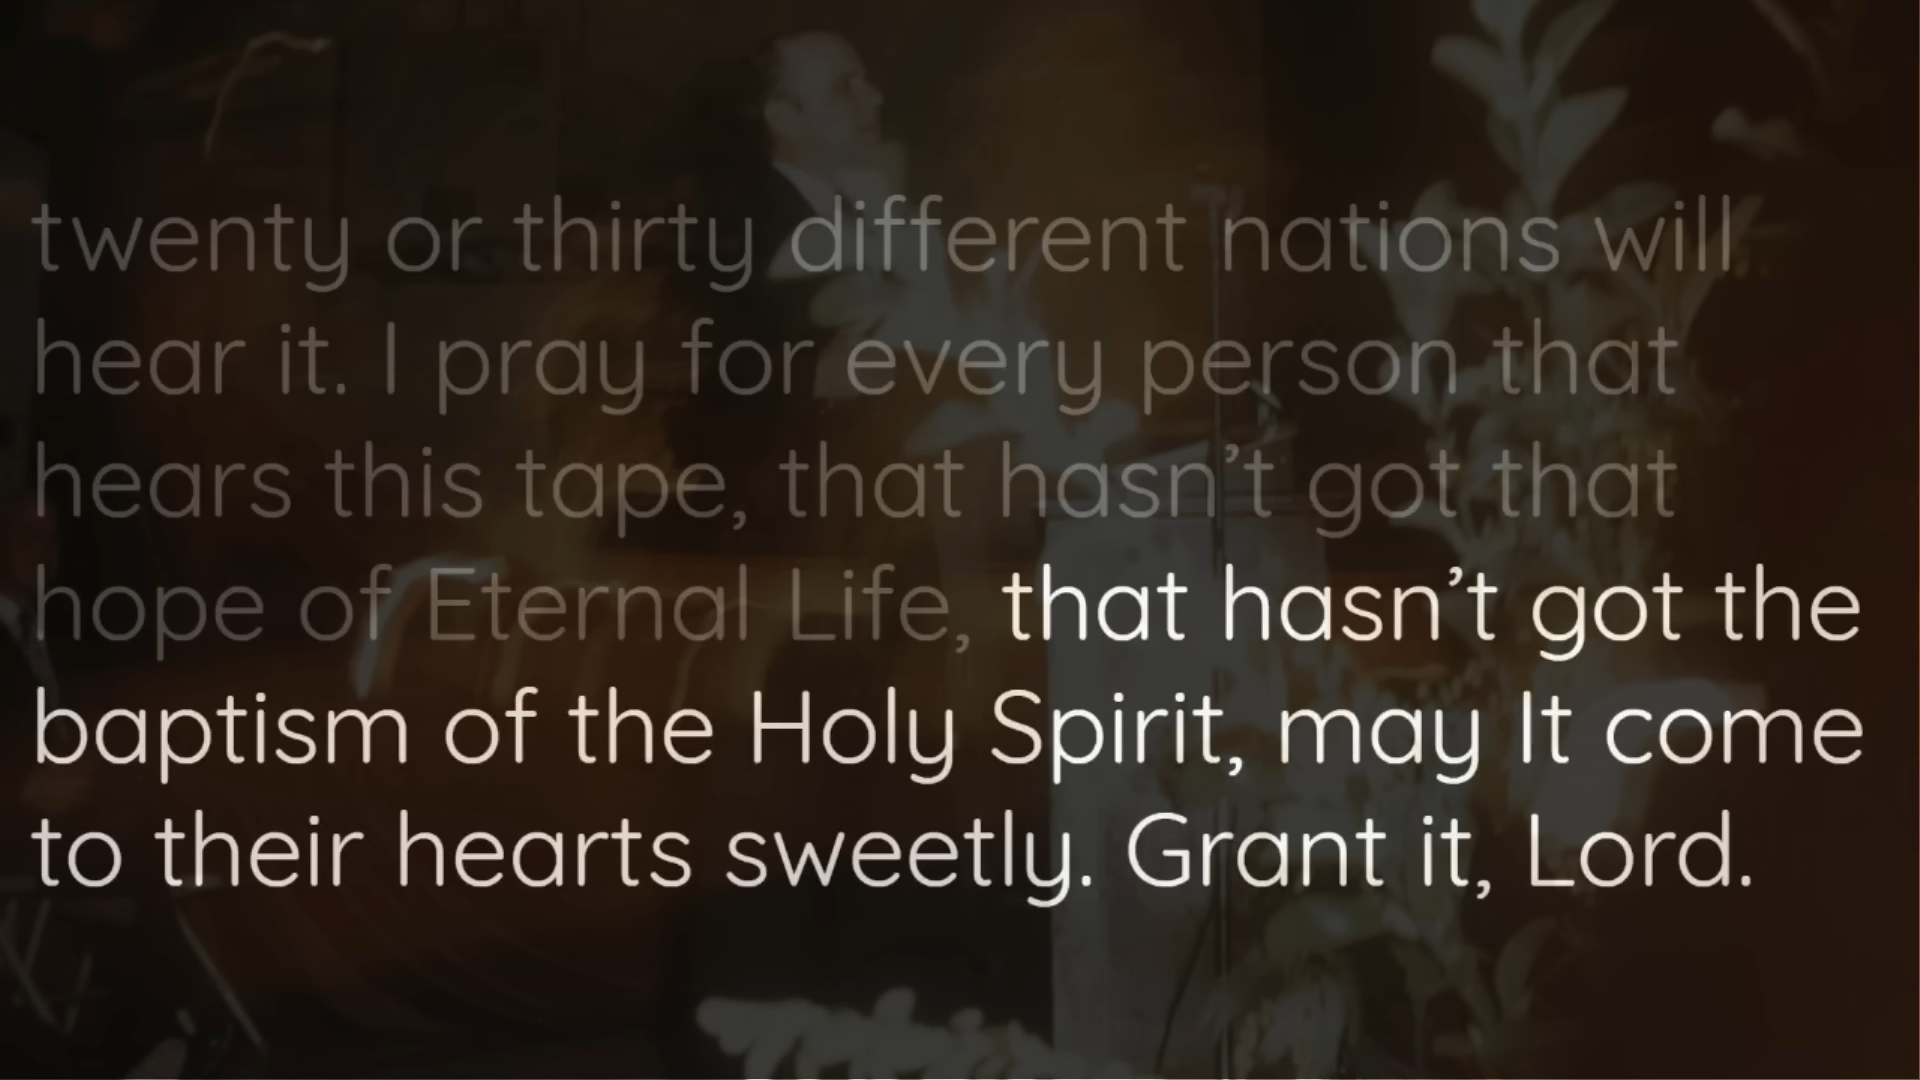 twenty or thirty different nations will
hear it. I pray for every person that
hears this tape, that hasn’t got that
hope of Eternal Life, that hasn’t got the
baptism of the Holy Spirit, may It come
to their hearts sweetly. Grant it, Lord.